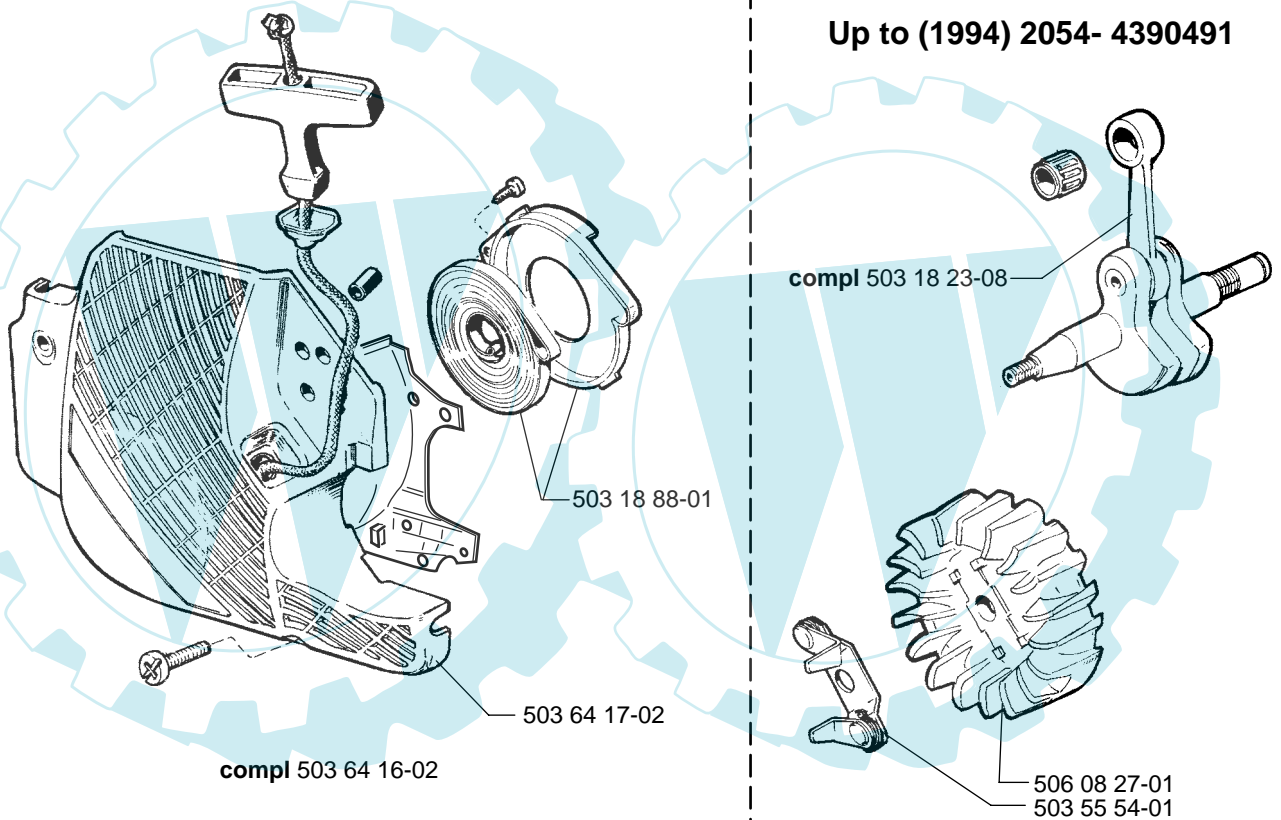 Up to (1994) 2054- 4390491
compl 503 18 23-08
503 18 88-01
503 64 17-02
compl 503 64 16-02
506 08 27-01
503 55 54-01